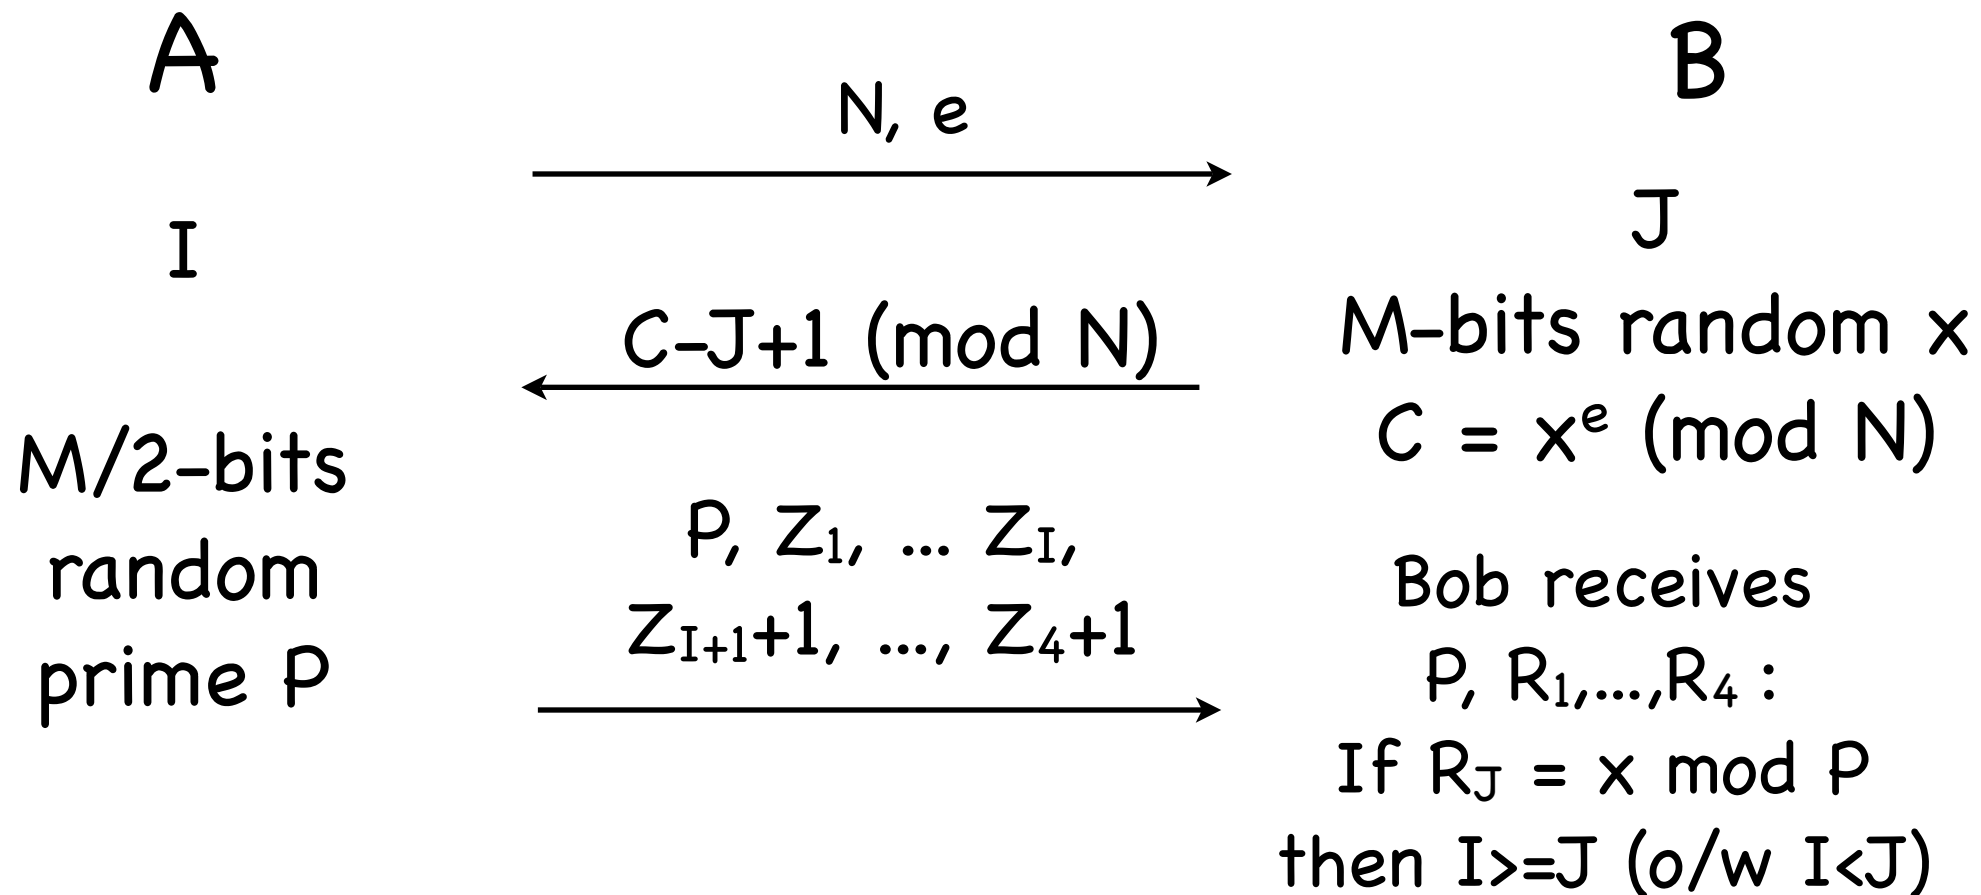 A
B
N, e
I
J
C-J+1 (mod N)
M-bits random x
C = xᵉ (mod N)
M/2-bits
random
prime P
P, Z₁, ... Z_I,
Z_{I+1}+1, ..., Z₄+1
Bob receives
P, R₁,...,R₄ :
If R_J = x mod P
then I>=J (o/w I<J)